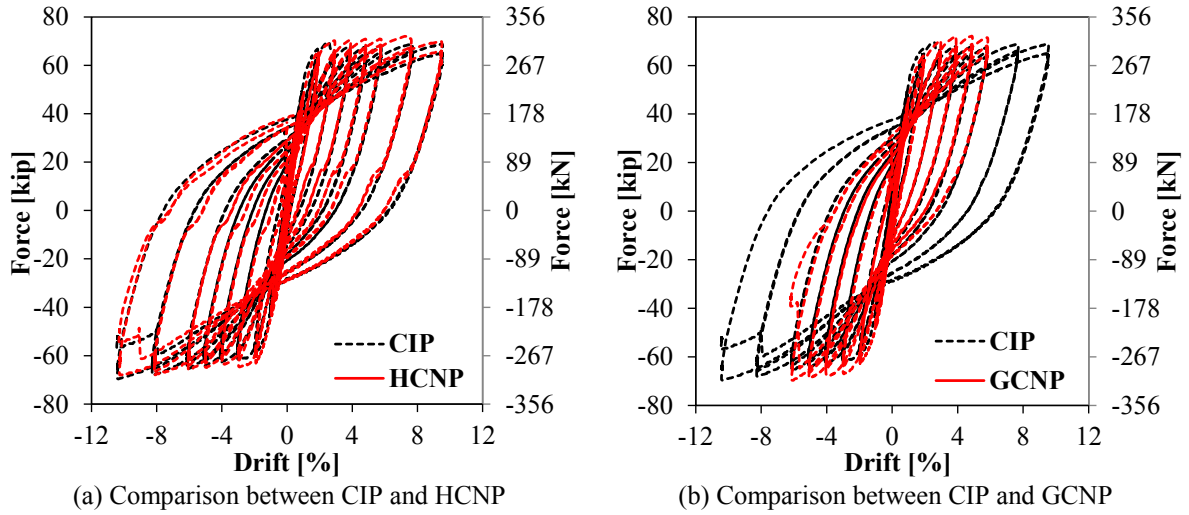 80
60
40
20
0
-20
-40
-60
-80
Force [kip]
356
267
178
89
0
-89
-178
-267
-356
Force [kN]
CIP
HCNP
-12 -8 -4 0 4 8 12
Drift [%]
(a) Comparison between CIP and HCNP
80
60
40
20
0
-20
-40
-60
-80
Force [kip]
356
267
178
89
0
-89
-178
-267
-356
Force [kN]
CIP
GCNP
-12 -8 -4 0 4 8 12
Drift [%]
(b) Comparison between CIP and GCNP